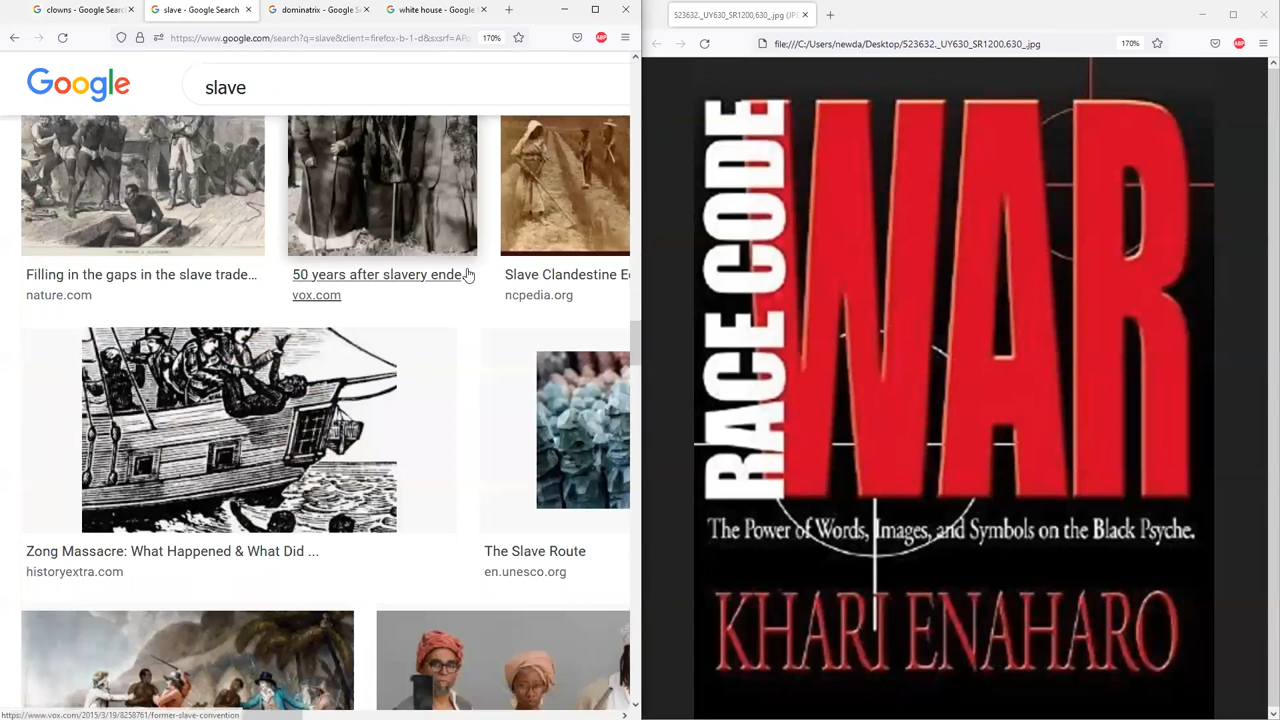 clowns - Google Searc
slave - Google Search
dominatrix - Google S
white house - Google
https://www.google.com/search?q=slave&client=firefox-b-1-d&sxsrf=AP
170%
ABP
Google
slave
Filling in the gaps in the slave trade...
nature.com
50 years after slavery ende
vox.com
Slave Clandestine E
ncpedia.org
Zong Massacre: What Happened & What Did ...
historyextra.com
The Slave Route
en.unesco.org
https://www.vox.com/2015/3/19/8258761/former-slave-convention
523632._UY630_SR1200,630_.jpg (JP
file:///C:/Users/newda/Desktop/523632._UY630_SR1200,630_.jpg
170%
ABP
RACE CODE
WAR
The Power of Words, Images, and Symbols on the Black Psyche.
KHARI ENAHARO